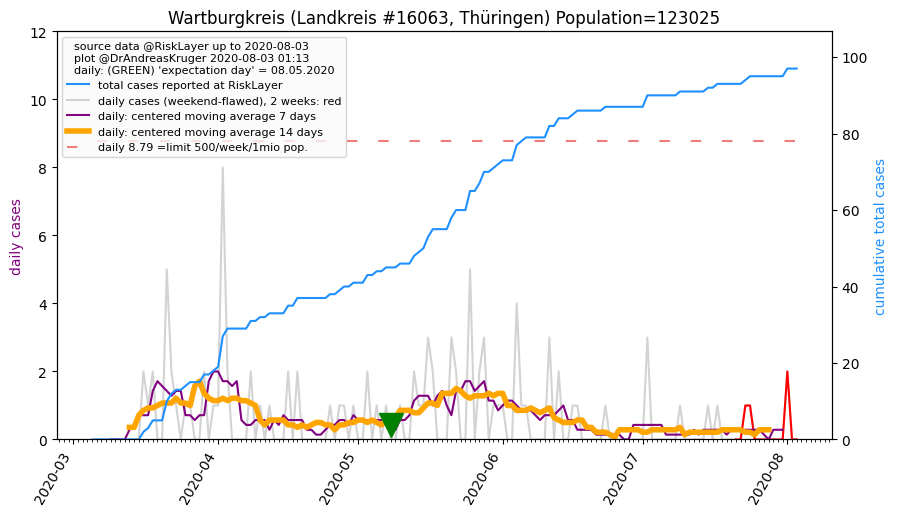 Wartburgkreis (Landkreis #16063, Thüringen) Population=123025
source data @RiskLayer up to 2020-08-03
plot @DrAndreasKruger 2020-08-03 01:13
daily: (GREEN) 'expectation day' = 08.05.2020
total cases reported at RiskLayer
daily cases (weekend-flawed), 2 weeks: red
daily: centered moving average 7 days
daily: centered moving average 14 days
daily 8.79 =limit 500/week/1mio pop.
daily cases
12
10
8
6
4
2
0
cumulative total cases
100
80
60
40
20
0
2020-03
2020-04
2020-05
2020-06
2020-07
2020-08